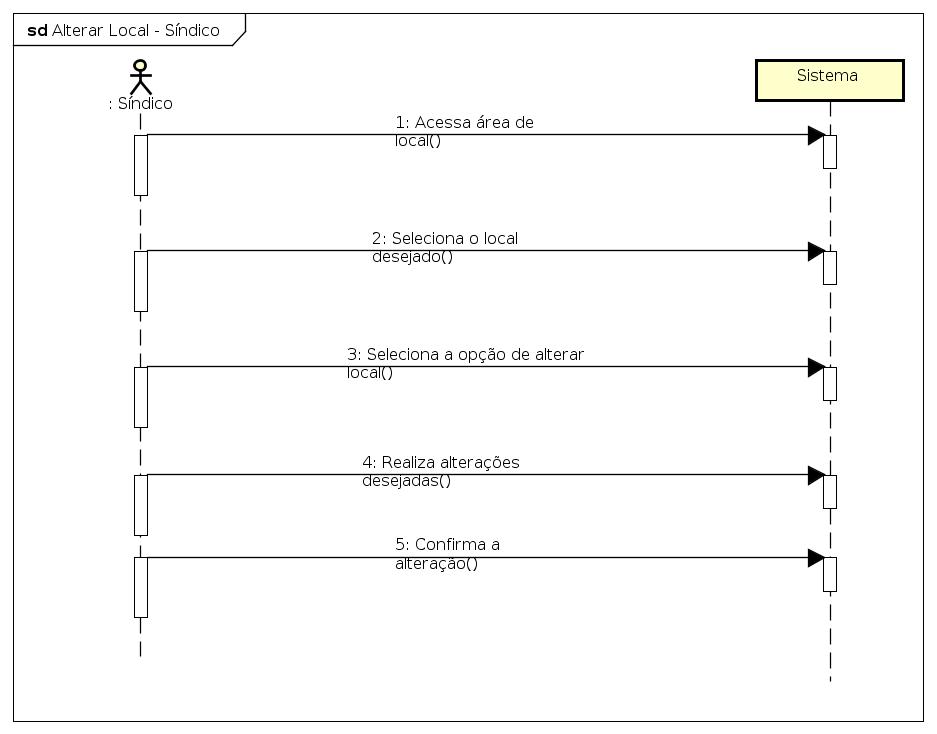 sd Alterar Local - Síndico
: Síndico
Sistema
1: Acessa área de
local()
2: Seleciona o local
desejado()
3: Seleciona a opção de alterar
local()
4: Realiza alterações
desejadas()
5: Confirma a
alteração()